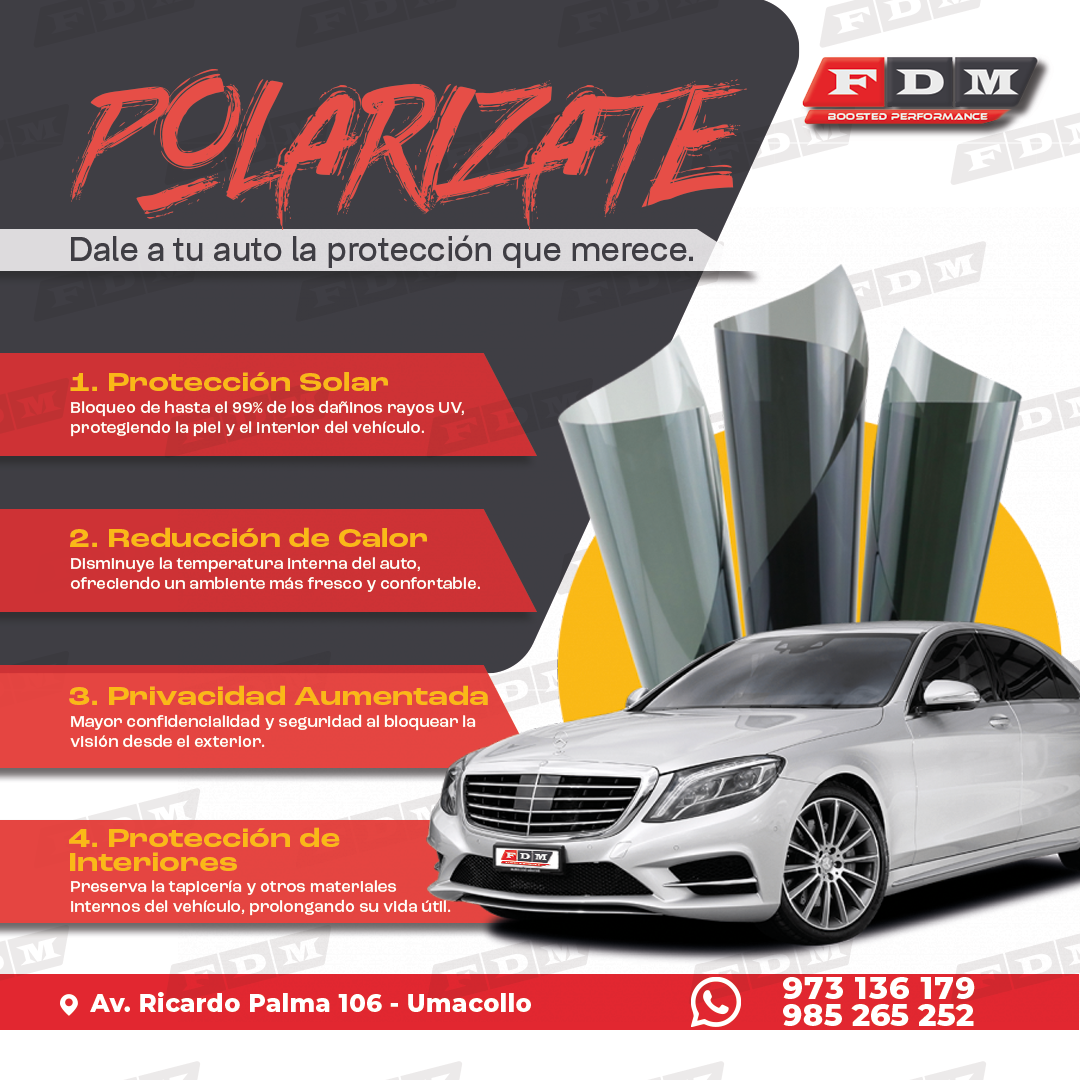 FDM
BOOSTED PERFORMANCE
POLARIZATE
Dale a tu auto la protección que merece.
1. Protección Solar
Bloqueo de hasta el 99% de los dañinos rayos UV,
protegiendo la piel y el interior del vehículo.
2. Reducción de Calor
Disminuye la temperatura interna del auto,
ofreciendo un ambiente más fresco y confortable.
3. Privacidad Aumentada
Mayor confidencialidad y seguridad al bloquear la
visión desde el exterior.
4. Protección de
Interiores
Preserva la tapicería y otros materiales
internos del vehículo, prolongando su vida útil.
FDM
Av. Ricardo Palma 106 - Umacollo
973 136 179
985 265 252